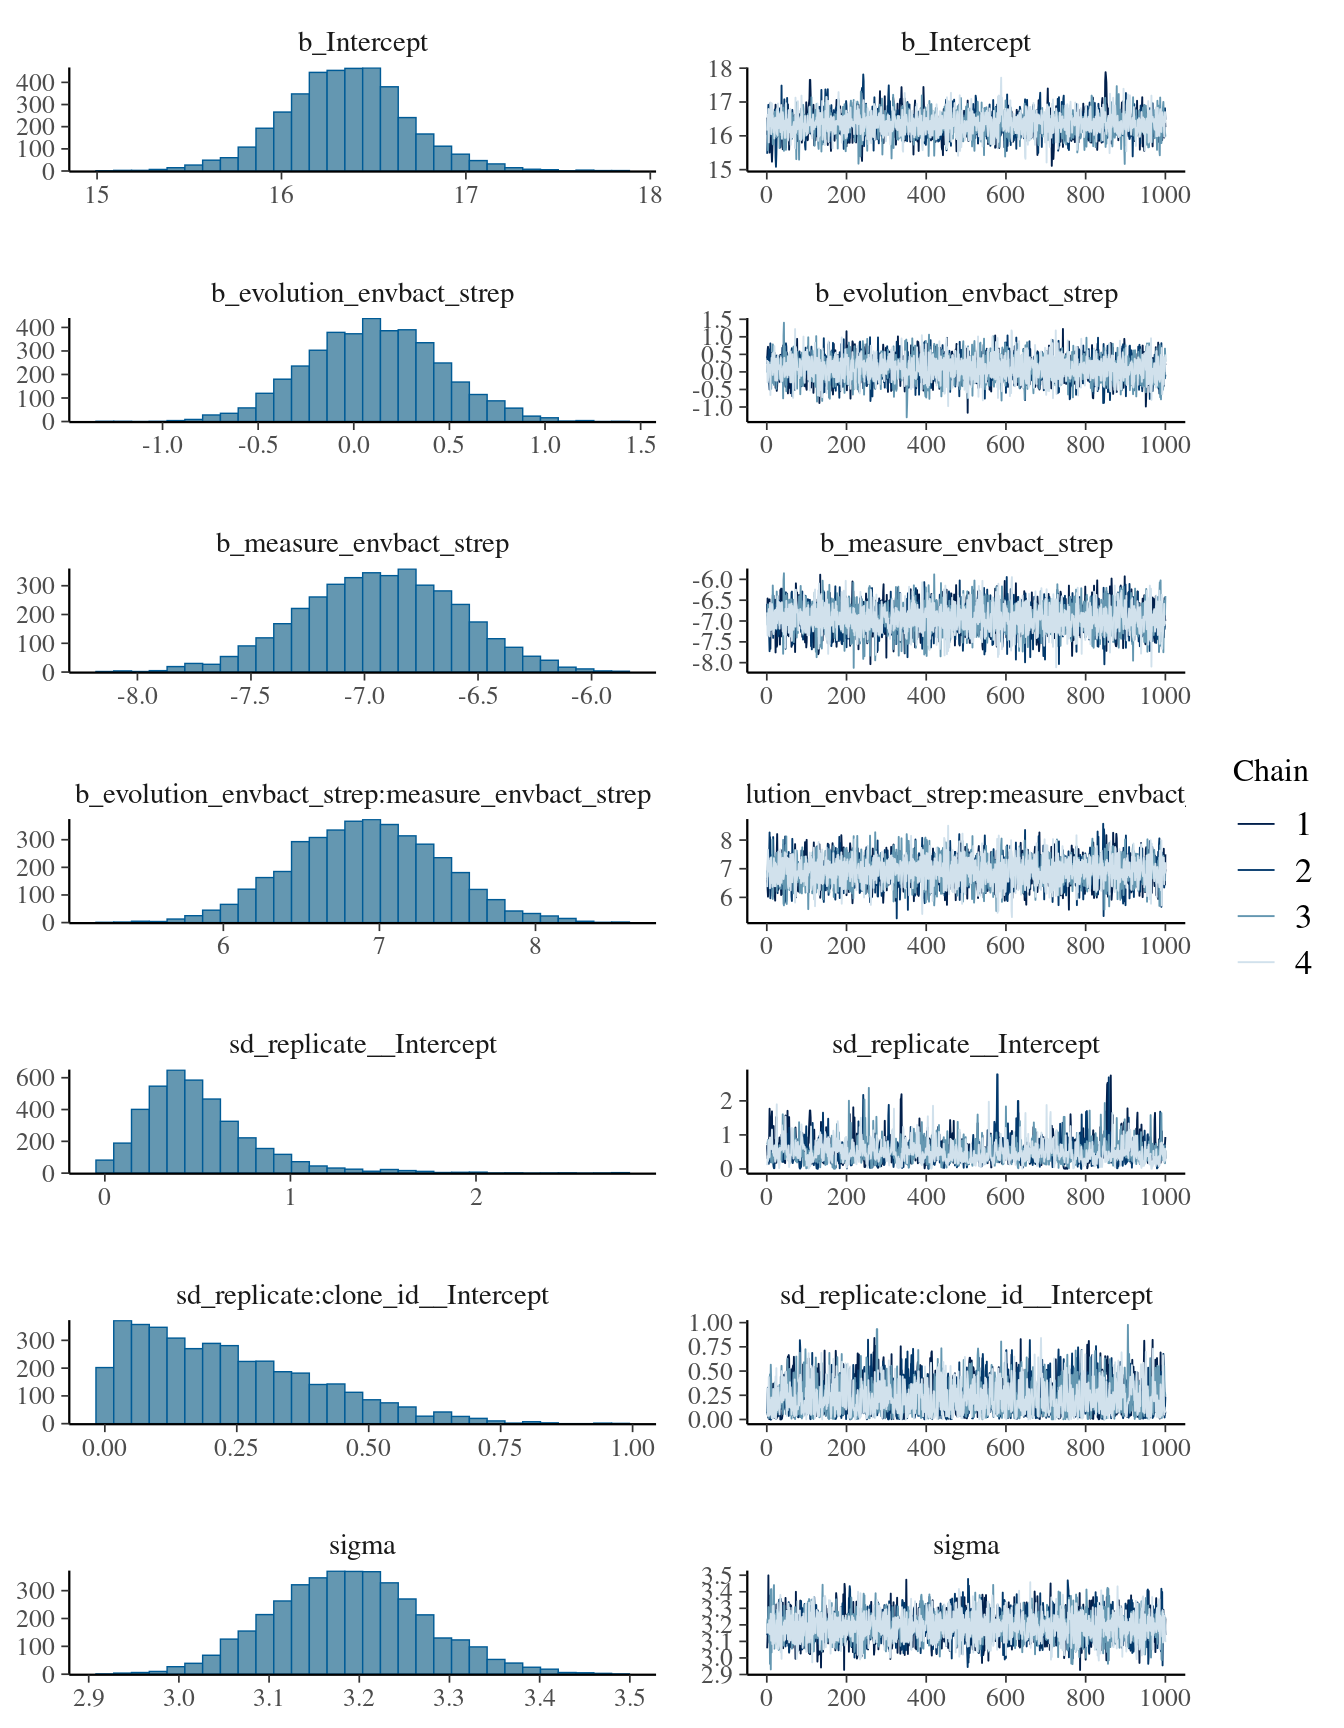 b_Intercept
400
300
200
100
0
15 16 17 18
b_Intercept
18
17
16
15
0 200 400 600 800 1000
b_evolution_envbact_strep
400
300
200
100
0
-1.0 -0.5 0.0 0.5 1.0 1.5
b_evolution_envbact_strep
1.5
1.0
0.5
0.0
-0.5
-1.0
0 200 400 600 800 1000
b_measure_envbact_strep
300
200
100
0
-8.0 -7.5 -7.0 -6.5 -6.0
b_measure_envbact_strep
-6.0
-6.5
-7.0
-7.5
-8.0
0 200 400 600 800 1000
b_evolution_envbact_strep:measure_envbact_strep
300
200
100
0
6 7 8
lution_envbact_strep:measure_envbact_
8
7
6
0 200 400 600 800 1000
sd_replicate__Intercept
600
400
200
0
0 1 2
sd_replicate__Intercept
2
1
0
0 200 400 600 800 1000
sd_replicate:clone_id__Intercept
300
200
100
0
0.00 0.25 0.50 0.75 1.00
sd_replicate:clone_id__Intercept
1.00
0.75
0.50
0.25
0.00
0 200 400 600 800 1000
sigma
300
200
100
0
2.9 3.0 3.1 3.2 3.3 3.4 3.5
sigma
3.5
3.4
3.3
3.2
3.1
3.0
2.9
0 200 400 600 800 1000
Chain
1
2
3
4